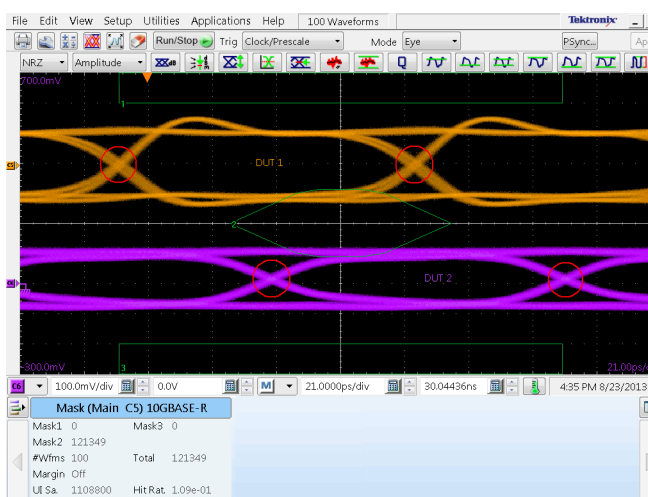 File Edit View Setup Utilities Applications Help 100 Waveforms Tektronix
Run/Stop Trig Clock/Prescale Mode Eye PSync... Ap
NRZ Amplitude
700.0mV
1
C5
DUT 1
2
C6
DUT 2
-300.0mV 3 21.00ps/
C6 100.0mV/div 0.0V M 21.0000ps/div 30.04436ns 4:35 PM 8/23/2013
Mask (Main C5) 10GBASE-R
Mask1 0 Mask3 0
Mask2 121349
#Wfms 100 Total 121349
Margin Off
UI Sa. 1108800 Hit Rat. 1.09e-01